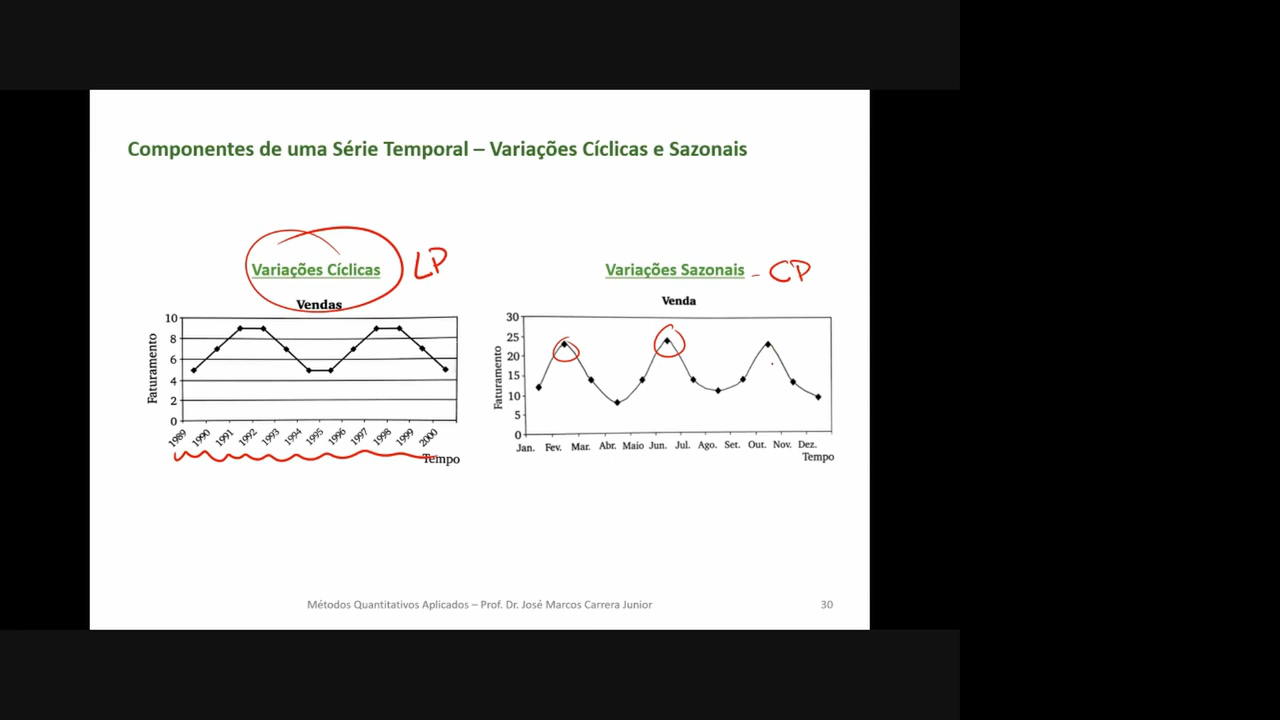 Componentes de uma Série Temporal – Variações Cíclicas e Sazonais
Variações Cíclicas LP
Vendas
Faturamento
10
8
6
4
2
0
1989 1990 1991 1992 1993 1994 1995 1996 1997 1998 1999 2000
Tempo
Variações Sazonais - CP
Venda
Faturamento
30
25
20
15
10
5
0
Jan. Fev. Mar. Abr. Maio Jun. Jul. Ago. Set. Out. Nov. Dez.
Tempo
Métodos Quantitativos Aplicados – Prof. Dr. José Marcos Carrera Junior
30